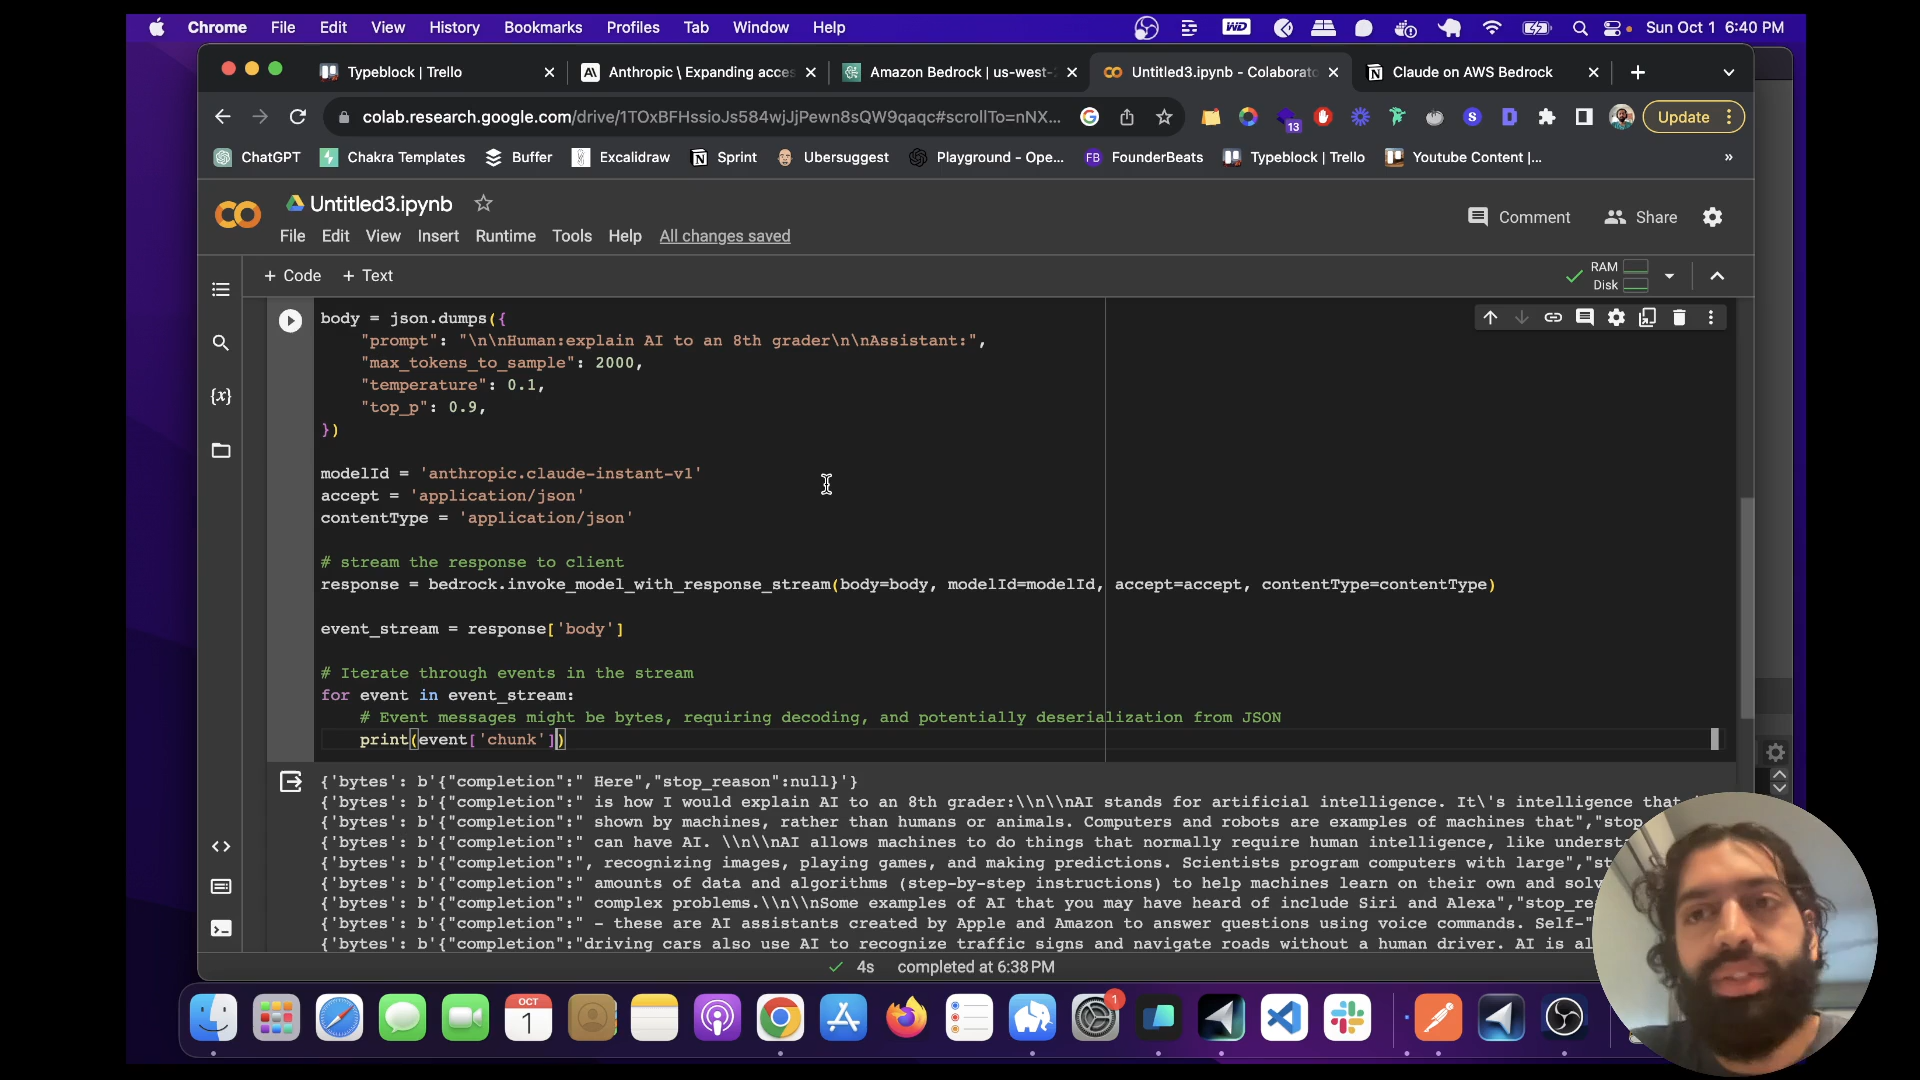 Chrome File Edit View History Bookmarks Profiles Tab Window Help
WD
Sun Oct 1 6:40 PM
Typeblock | Trello
Anthropic \ Expanding acces
Amazon Bedrock | us-west-
Untitled3.ipynb - Colaborato
Claude on AWS Bedrock
colab.research.google.com/drive/1TOxBFHssioJs584wjJjPewn8sQW9qaqc#scrollTo=nNX...
13
Update
ChatGPT
Chakra Templates
Buffer
Excalidraw
Sprint
Ubersuggest
Playground - Ope...
FB FounderBeats
Typeblock | Trello
Youtube Content |...
»
Untitled3.ipynb
Comment
Share
File Edit View Insert Runtime Tools Help All changes saved
+ Code + Text
RAM
Disk
body = json.dumps({
"prompt": "\n\nHuman:explain AI to an 8th grader\n\nAssistant:",
"max_tokens_to_sample": 2000,
"temperature": 0.1,
"top_p": 0.9,
})
modelId = 'anthropic.claude-instant-v1'
accept = 'application/json'
contentType = 'application/json'
# stream the response to client
response = bedrock.invoke_model_with_response_stream(body=body, modelId=modelId, accept=accept, contentType=contentType)
event_stream = response['body']
# Iterate through events in the stream
for event in event_stream:
# Event messages might be bytes, requiring decoding, and potentially deserialization from JSON
print(event['chunk'])
{'bytes': b'{"completion":" Here","stop_reason":null}'}
{'bytes': b'{"completion":" is how I would explain AI to an 8th grader:\\n\\nAI stands for artificial intelligence. It\'s intelligence that
{'bytes': b'{"completion":" shown by machines, rather than humans or animals. Computers and robots are examples of machines that","stop_
{'bytes': b'{"completion":" can have AI. \\n\\nAI allows machines to do things that normally require human intelligence, like underst
{'bytes': b'{"completion":", recognizing images, playing games, and making predictions. Scientists program computers with large","st
{'bytes': b'{"completion":" amounts of data and algorithms (step-by-step instructions) to help machines learn on their own and solv
{'bytes': b'{"completion":" complex problems.\\n\\nSome examples of AI that you may have heard of include Siri and Alexa","stop_re
{'bytes': b'{"completion":" - these are AI assistants created by Apple and Amazon to answer questions using voice commands. Self-"
{'bytes': b'{"completion":"driving cars also use AI to recognize traffic signs and navigate roads without a human driver. AI is al
4s completed at 6:38 PM
OCT
1
1